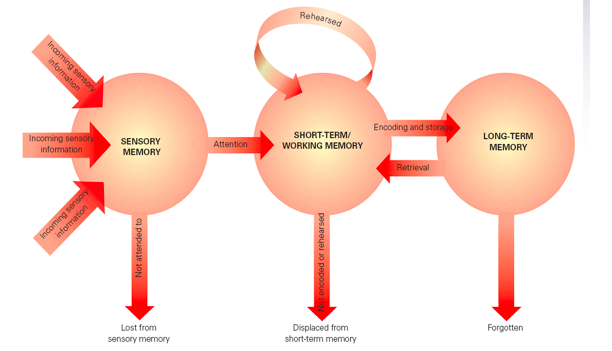 Rehearsed
Incoming sensory
information
Incoming sensory
information
SENSORY
MEMORY
Attention
SHORT-TERM/
WORKING MEMORY
Encoding and storage
Retrieval
LONG-TERM
MEMORY
Incoming sensory
information
Not attended to
Not encoded or rehearsed
Lost from
sensory memory
Displaced from
short-term memory
Forgotten